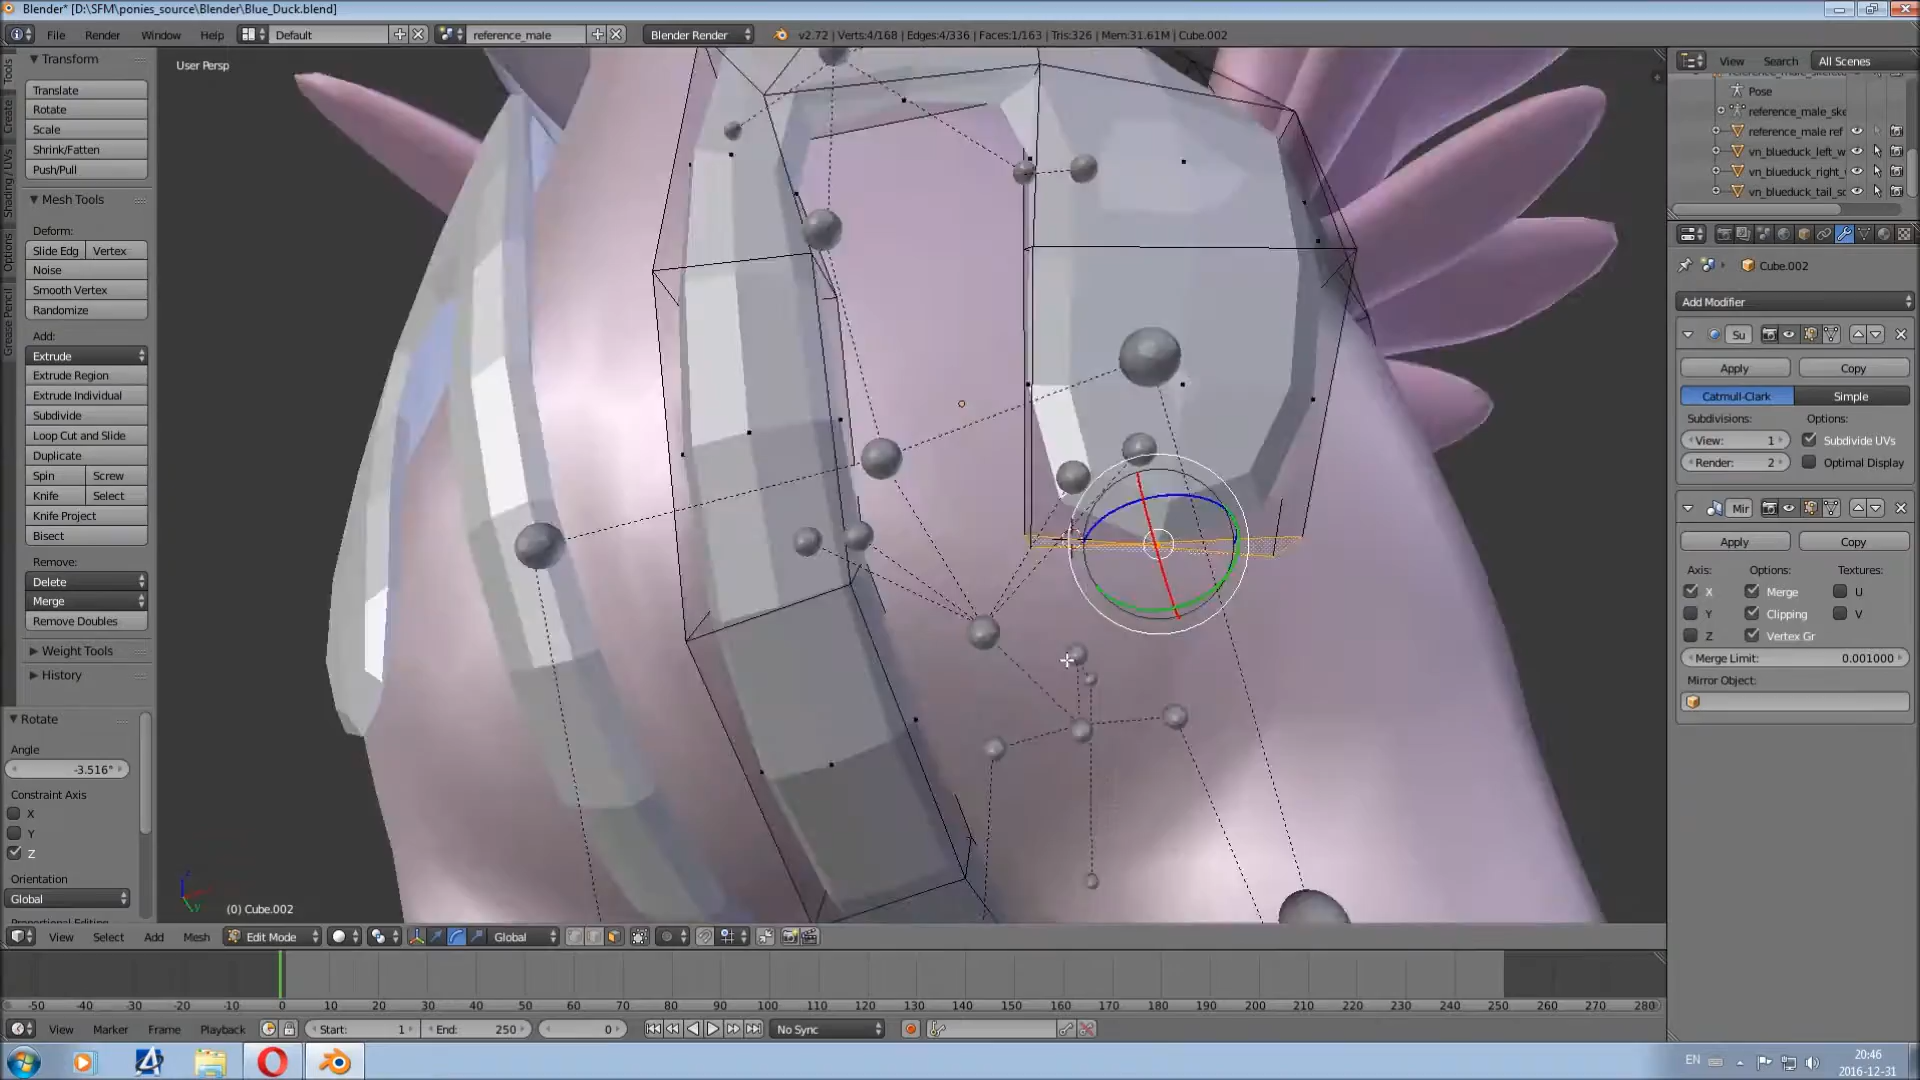 Blender* [D:\SFM\ponies_source\Blender\Blue_Duck.blend]
File Render Window Help Default reference_male Blender Render v2.72 | Verts:4/168 | Edges:4/336 | Faces:1/163 | Tris:326 | Mem:31.61M | Cube.002
User Persp
Tools
Create
Shading / UVs
Options
Grease Pencil
Transform
Translate
Rotate
Scale
Shrink/Fatten
Push/Pull
Mesh Tools
Deform:
Slide Edg Vertex
Noise
Smooth Vertex
Randomize
Add:
Extrude
Extrude Region
Extrude Individual
Subdivide
Loop Cut and Slide
Duplicate
Spin Screw
Knife Select
Knife Project
Bisect
Remove:
Delete
Merge
Remove Doubles
Weight Tools
History
Rotate
Angle
-3.516°
Constraint Axis
X
Y
Z
Orientation
Global
(0) Cube.002
View Select Add Mesh Edit Mode Global
-50 -40 -30 -20 -10 0 10 20 30 40 50 60 70 80 90 100 110 120 130 140 150 160 170 180 190 200 210 220 230 240 250 260 270 280
View Marker Frame Playback Start: 1 End: 250 0 No Sync
View Search All Scenes
Pose
reference_male_ske
reference_male ref
vn_blueduck_left_w
vn_blueduck_right_
vn_blueduck_tail_sc
Cube.002
Add Modifier
Su
Apply Copy
Catmull-Clark Simple
Subdivisions: Options:
View: 1 Subdivide UVs
Render: 2 Optimal Display
Mir
Apply Copy
Axis: Options: Textures:
X Merge U
Y Clipping V
Z Vertex Gr
Merge Limit: 0.001000
Mirror Object:
EN
20:46
2016-12-31